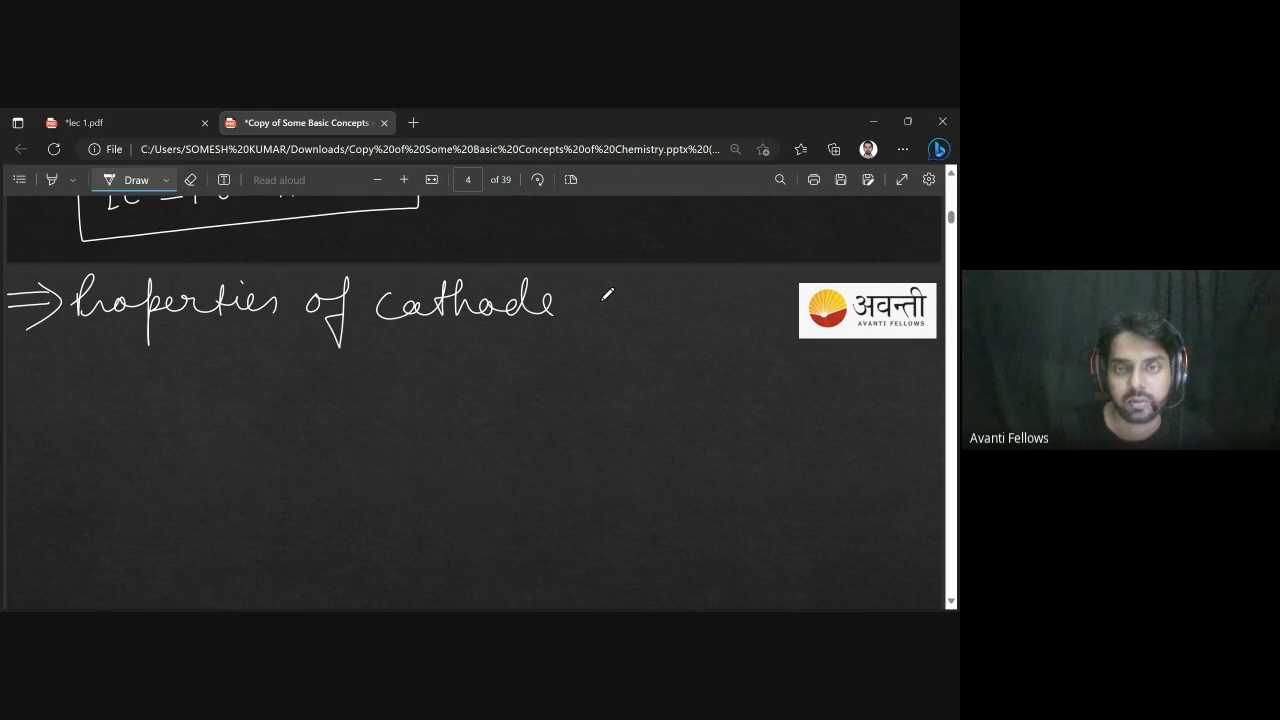 *lec 1.pdf
*Copy of Some Basic Concepts
File
C:/Users/SOMESH%20KUMAR/Downloads/Copy%20of%20Some%20Basic%20Concepts%20of%20Chemistry.pptx%20(...
Draw
Read aloud
4
of 39
⇒ Properties of cathode
अवन्ती
AVANTI FELLOWS
Avanti Fellows